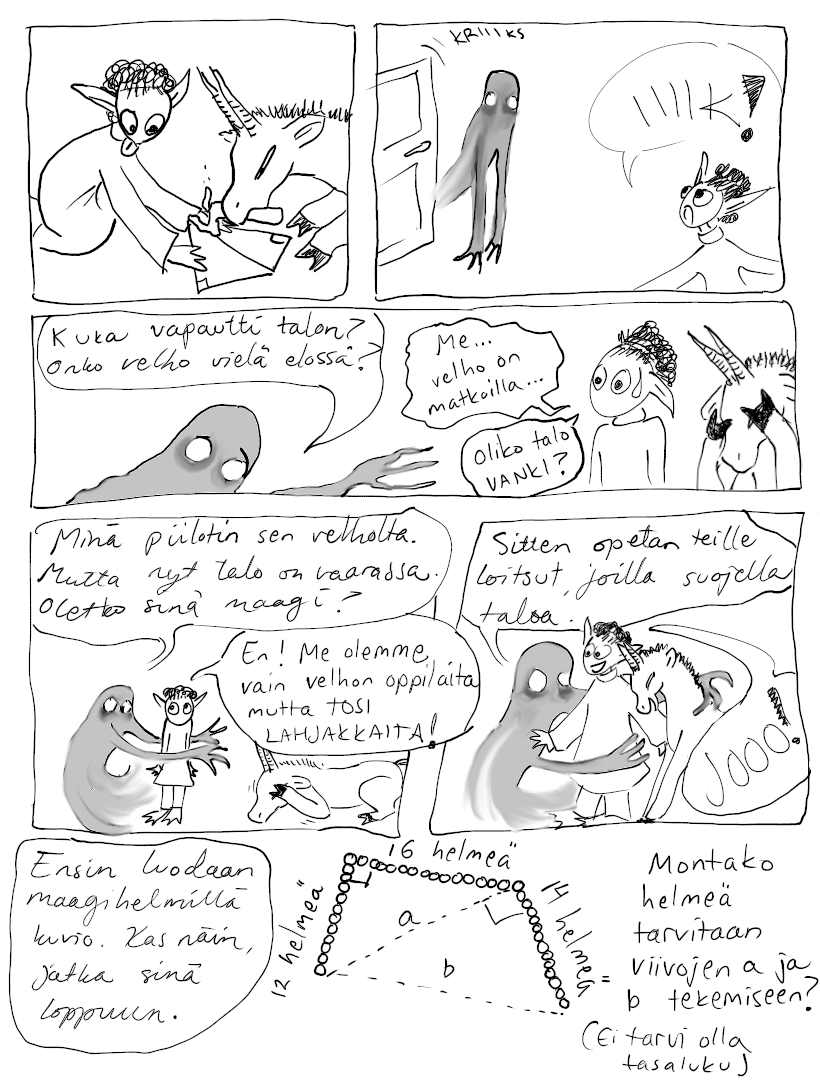 KRIIIKS
IIIIK!
Kuka vapautti talon?
Onko velho vielä elossa?
Me...
velho on
matkoilla...
Oliko talo
VANKI?
Minä piilotin sen velholta.
Mutta nyt talo on vaarassa.
Oletko sinä maagi?
En! Me olemme
vain velhon oppilaita
mutta TOSI
LAHJAKKAITA!
Sitten opetan teille
loitsut, joilla suojella
taloa.
JOOO!
Ensin luodaan
maagihelmillä
kuvio. Kas näin,
jatka sinä
loppuun.
16 helmeä
12 helmeä
14 helmeä
a
b
=
Montako
helmeä
tarvitaan
viivojen a ja
b tekemiseen?
(Ei tarvi olla
tasaluku)